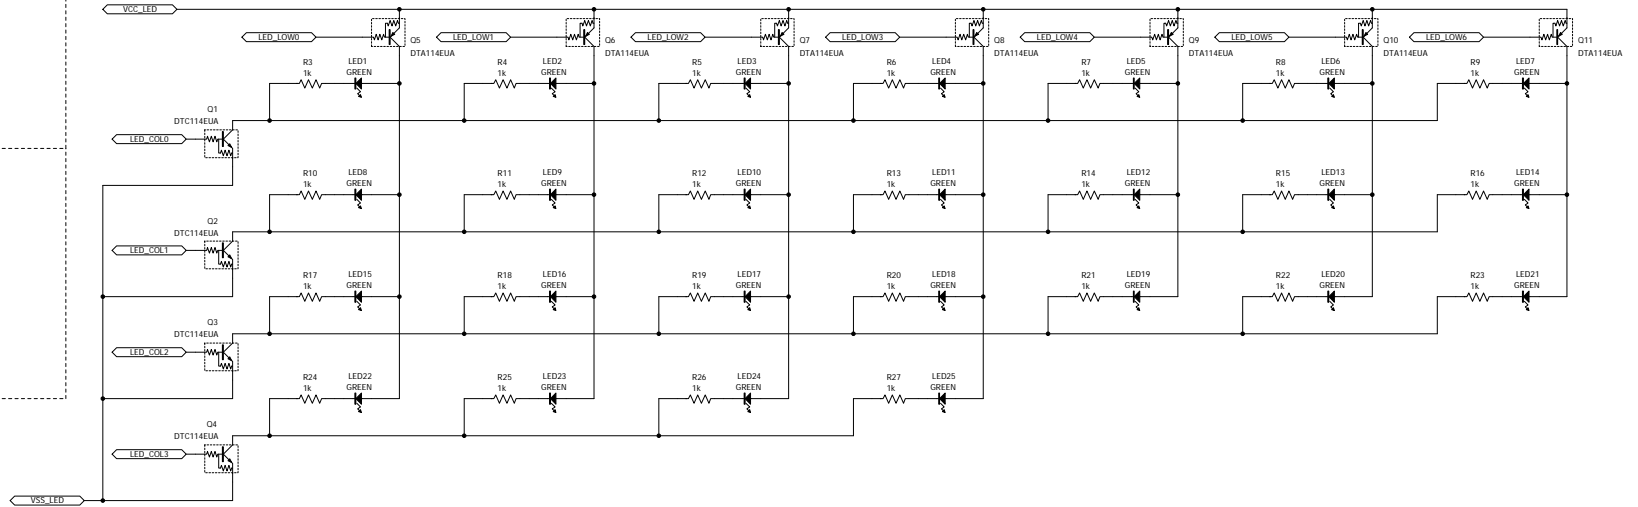 VCC_LED
LED_LOW0 Q5 LED_LOW1 Q6 LED_LOW2 Q7 LED_LOW3 Q8 LED_LOW4 Q9 LED_LOW5 Q10 LED_LOW6 Q11
DTA114EUA DTA114EUA DTA114EUA DTA114EUA DTA114EUA DTA114EUA DTA114EUA
R3 LED1 R4 LED2 R5 LED3 R6 LED4 R7 LED5 R8 LED6 R9 LED7
1k GREEN 1k GREEN 1k GREEN 1k GREEN 1k GREEN 1k GREEN 1k GREEN
Q1
DTC114EUA
LED_COL0
R10 LED8 R11 LED9 R12 LED10 R13 LED11 R14 LED12 R15 LED13 R16 LED14
1k GREEN 1k GREEN 1k GREEN 1k GREEN 1k GREEN 1k GREEN 1k GREEN
Q2
DTC114EUA
LED_COL1
R17 LED15 R18 LED16 R19 LED17 R20 LED18 R21 LED19 R22 LED20 R23 LED21
1k GREEN 1k GREEN 1k GREEN 1k GREEN 1k GREEN 1k GREEN 1k GREEN
Q3
DTC114EUA
LED_COL2
R24 LED22 R25 LED23 R26 LED24 R27 LED25
1k GREEN 1k GREEN 1k GREEN 1k GREEN
Q4
DTC114EUA
LED_COL3
VSS_LED